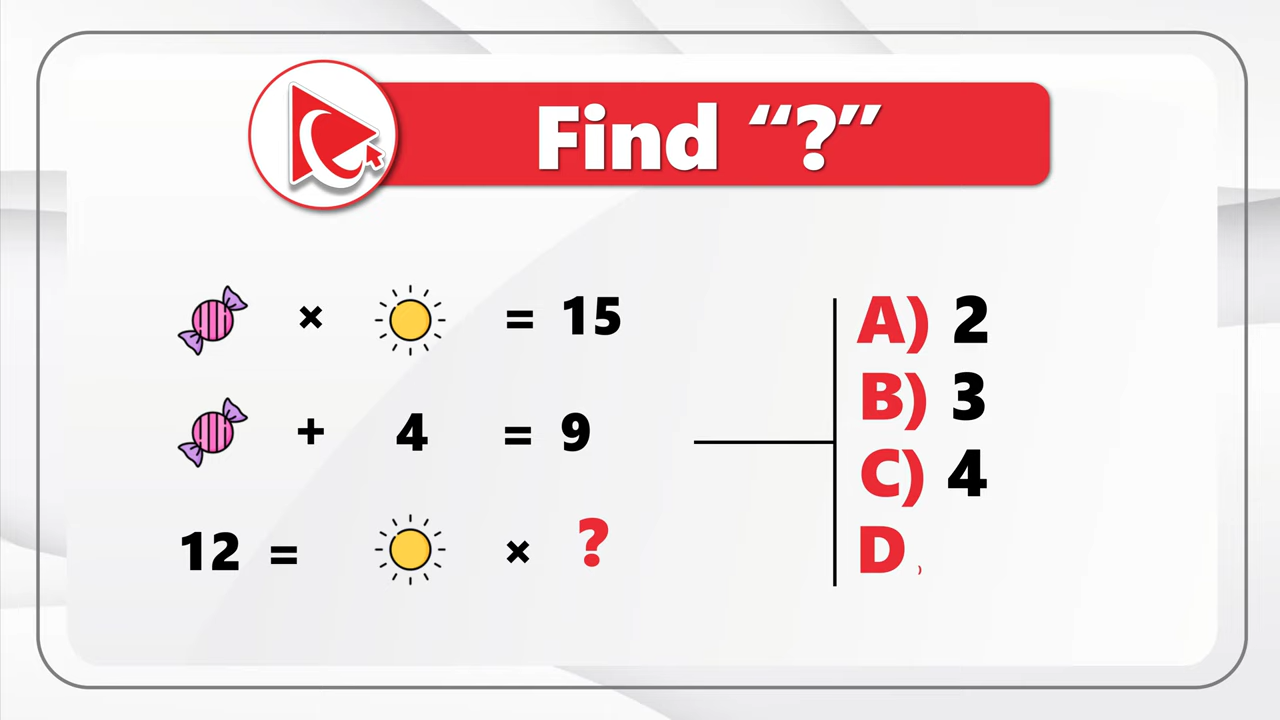 Find “?”
× = 15
+ 4 = 9
12 = × ?
A) 2
B) 3
C) 4
D )